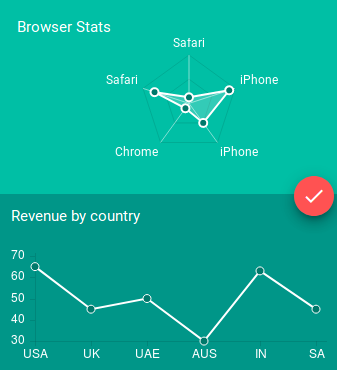 Browser Stats
Safari
Safari
iPhone
Chrome
iPhone
Revenue by country
70
60
50
40
30
USA UK UAE AUS IN SA